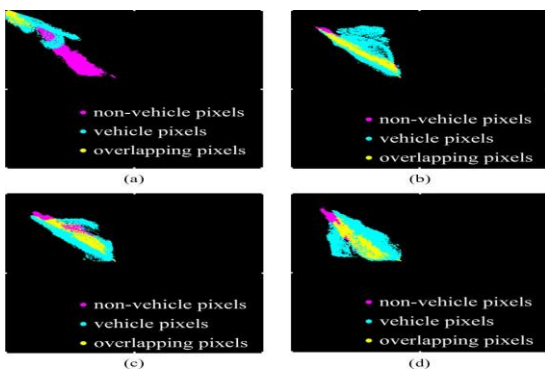 non-vehicle pixels
vehicle pixels
overlapping pixels
(a)
non-vehicle pixels
vehicle pixels
overlapping pixels
(b)
non-vehicle pixels
vehicle pixels
overlapping pixels
(c)
non-vehicle pixels
vehicle pixels
overlapping pixels
(d)